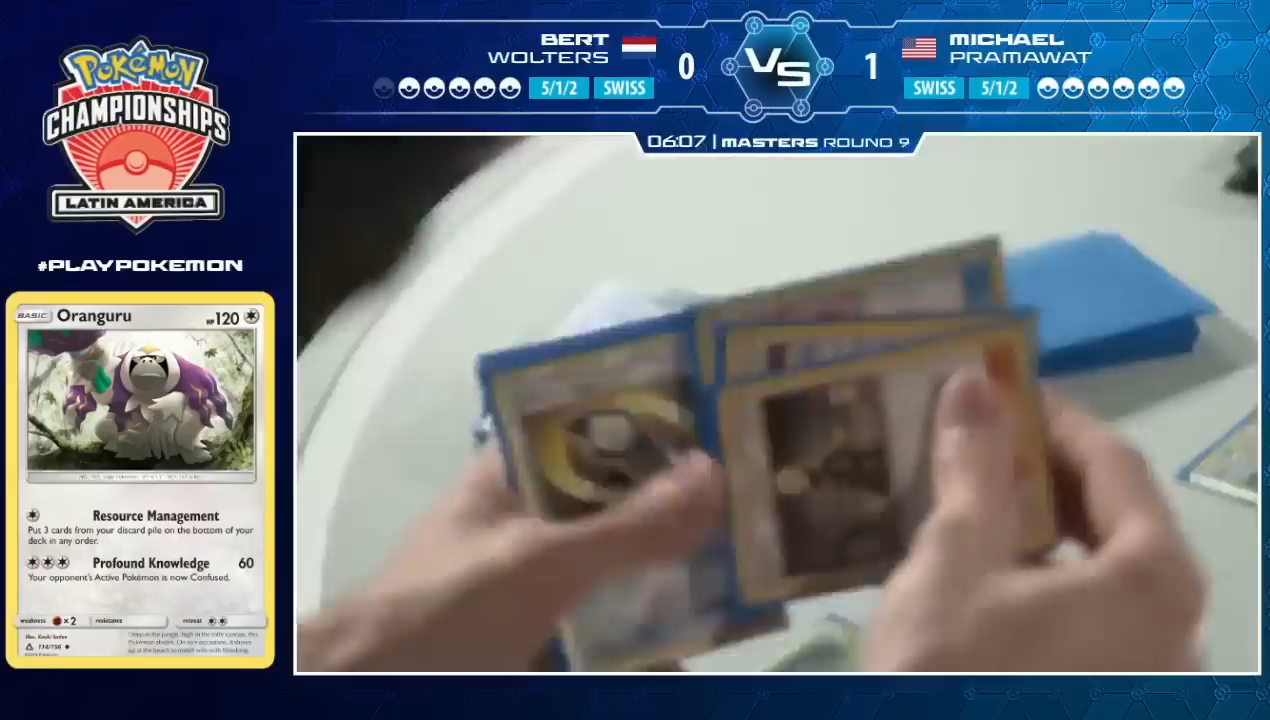 Pokémon
CHAMPIONSHIPS
LATIN AMERICA
#PLAYPOKEMON
BERT
WOLTERS
0
5/1/2
SWISS
VS
1
MICHAEL
PRAMAWAT
SWISS
5/1/2
06:07 | MASTERS ROUND 9
BASIC Oranguru HP120
Resource Management
Put 3 cards from your discard pile on the bottom of your
deck in any order.
Profound Knowledge 60
Your opponent's Active Pokémon is now Confused.
weakness ×2 resistance retreat
114/156